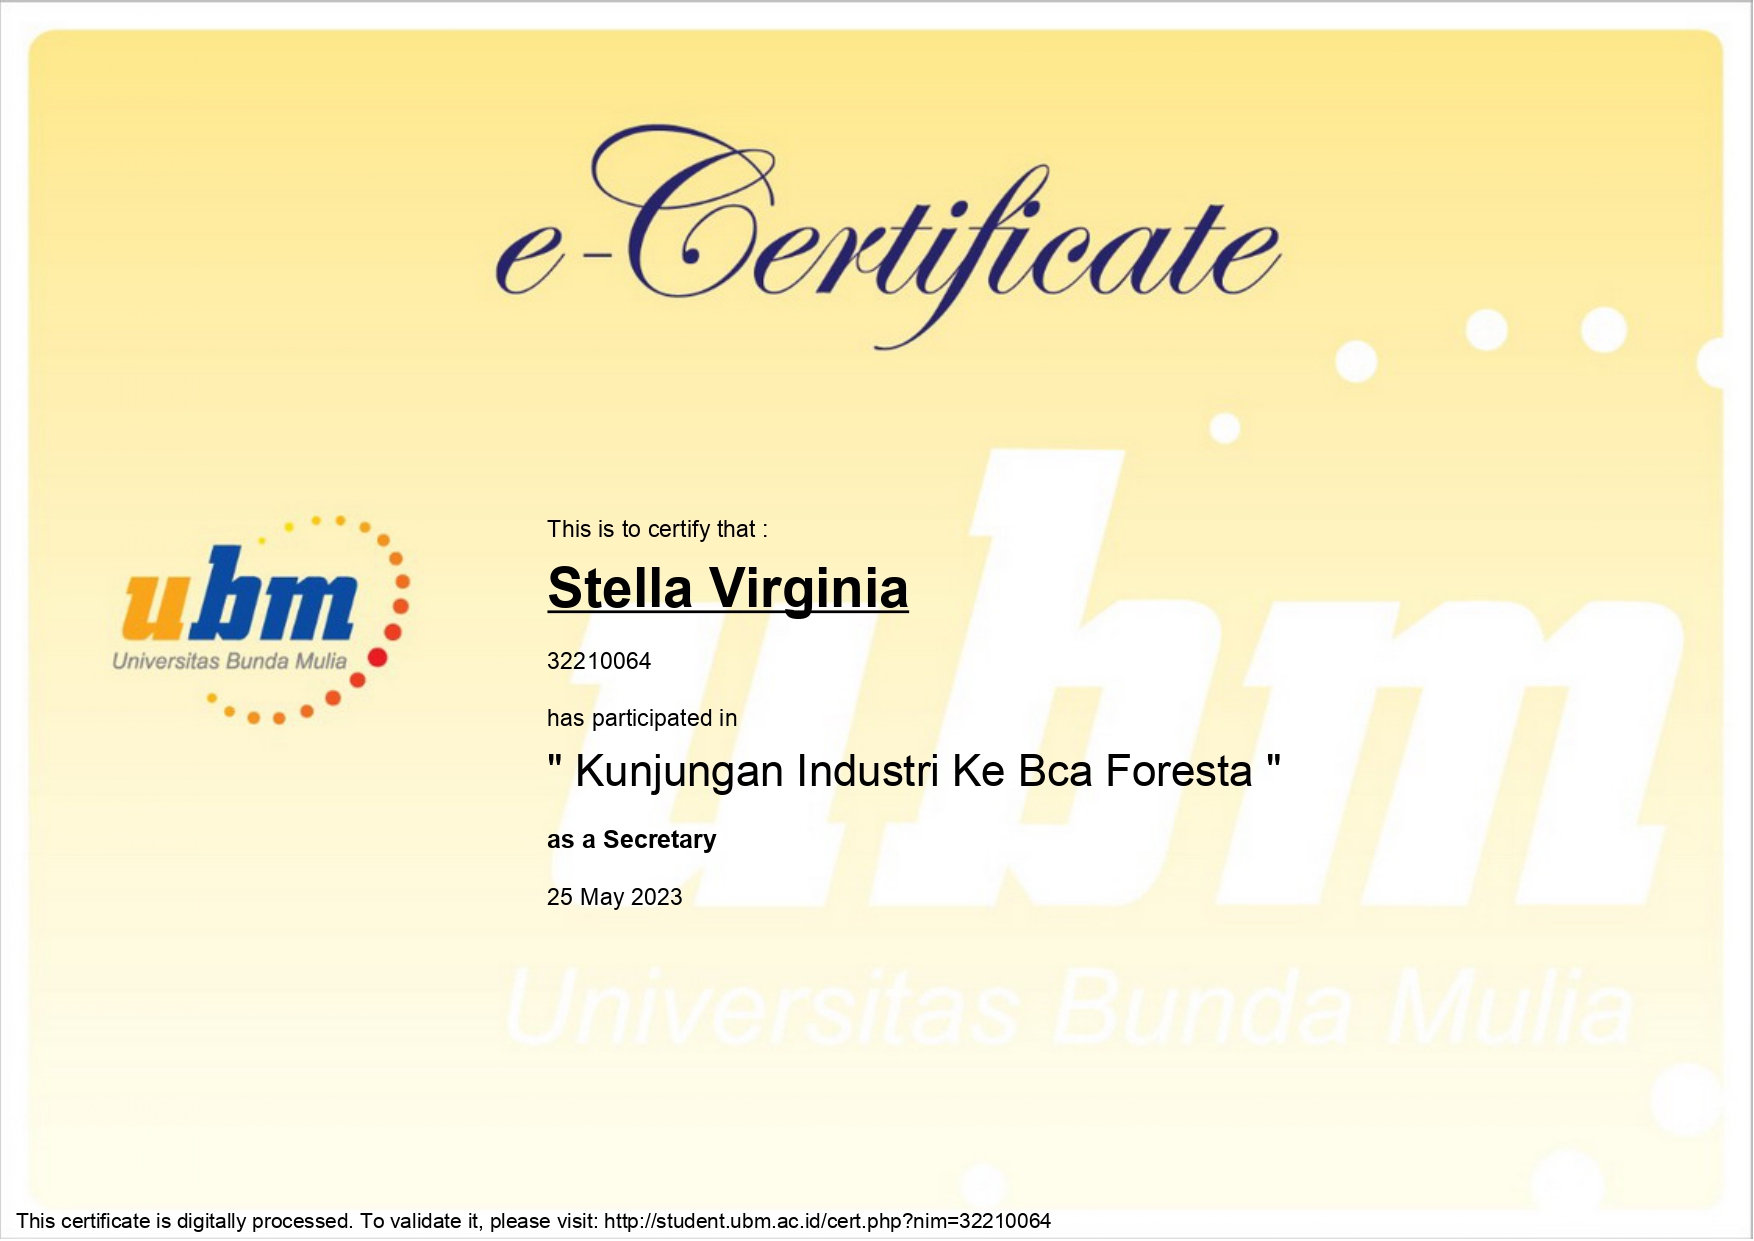 e-Certificate
This is to certify that :
Stella Virginia
ubm
Universitas Bunda Mulia
32210064
has participated in
" Kunjungan Industri Ke Bca Foresta "
as a Secretary
25 May 2023
ubm
Universitas Bunda Mulia
This certificate is digitally processed. To validate it, please visit: http://student.ubm.ac.id/cert.php?nim=32210064